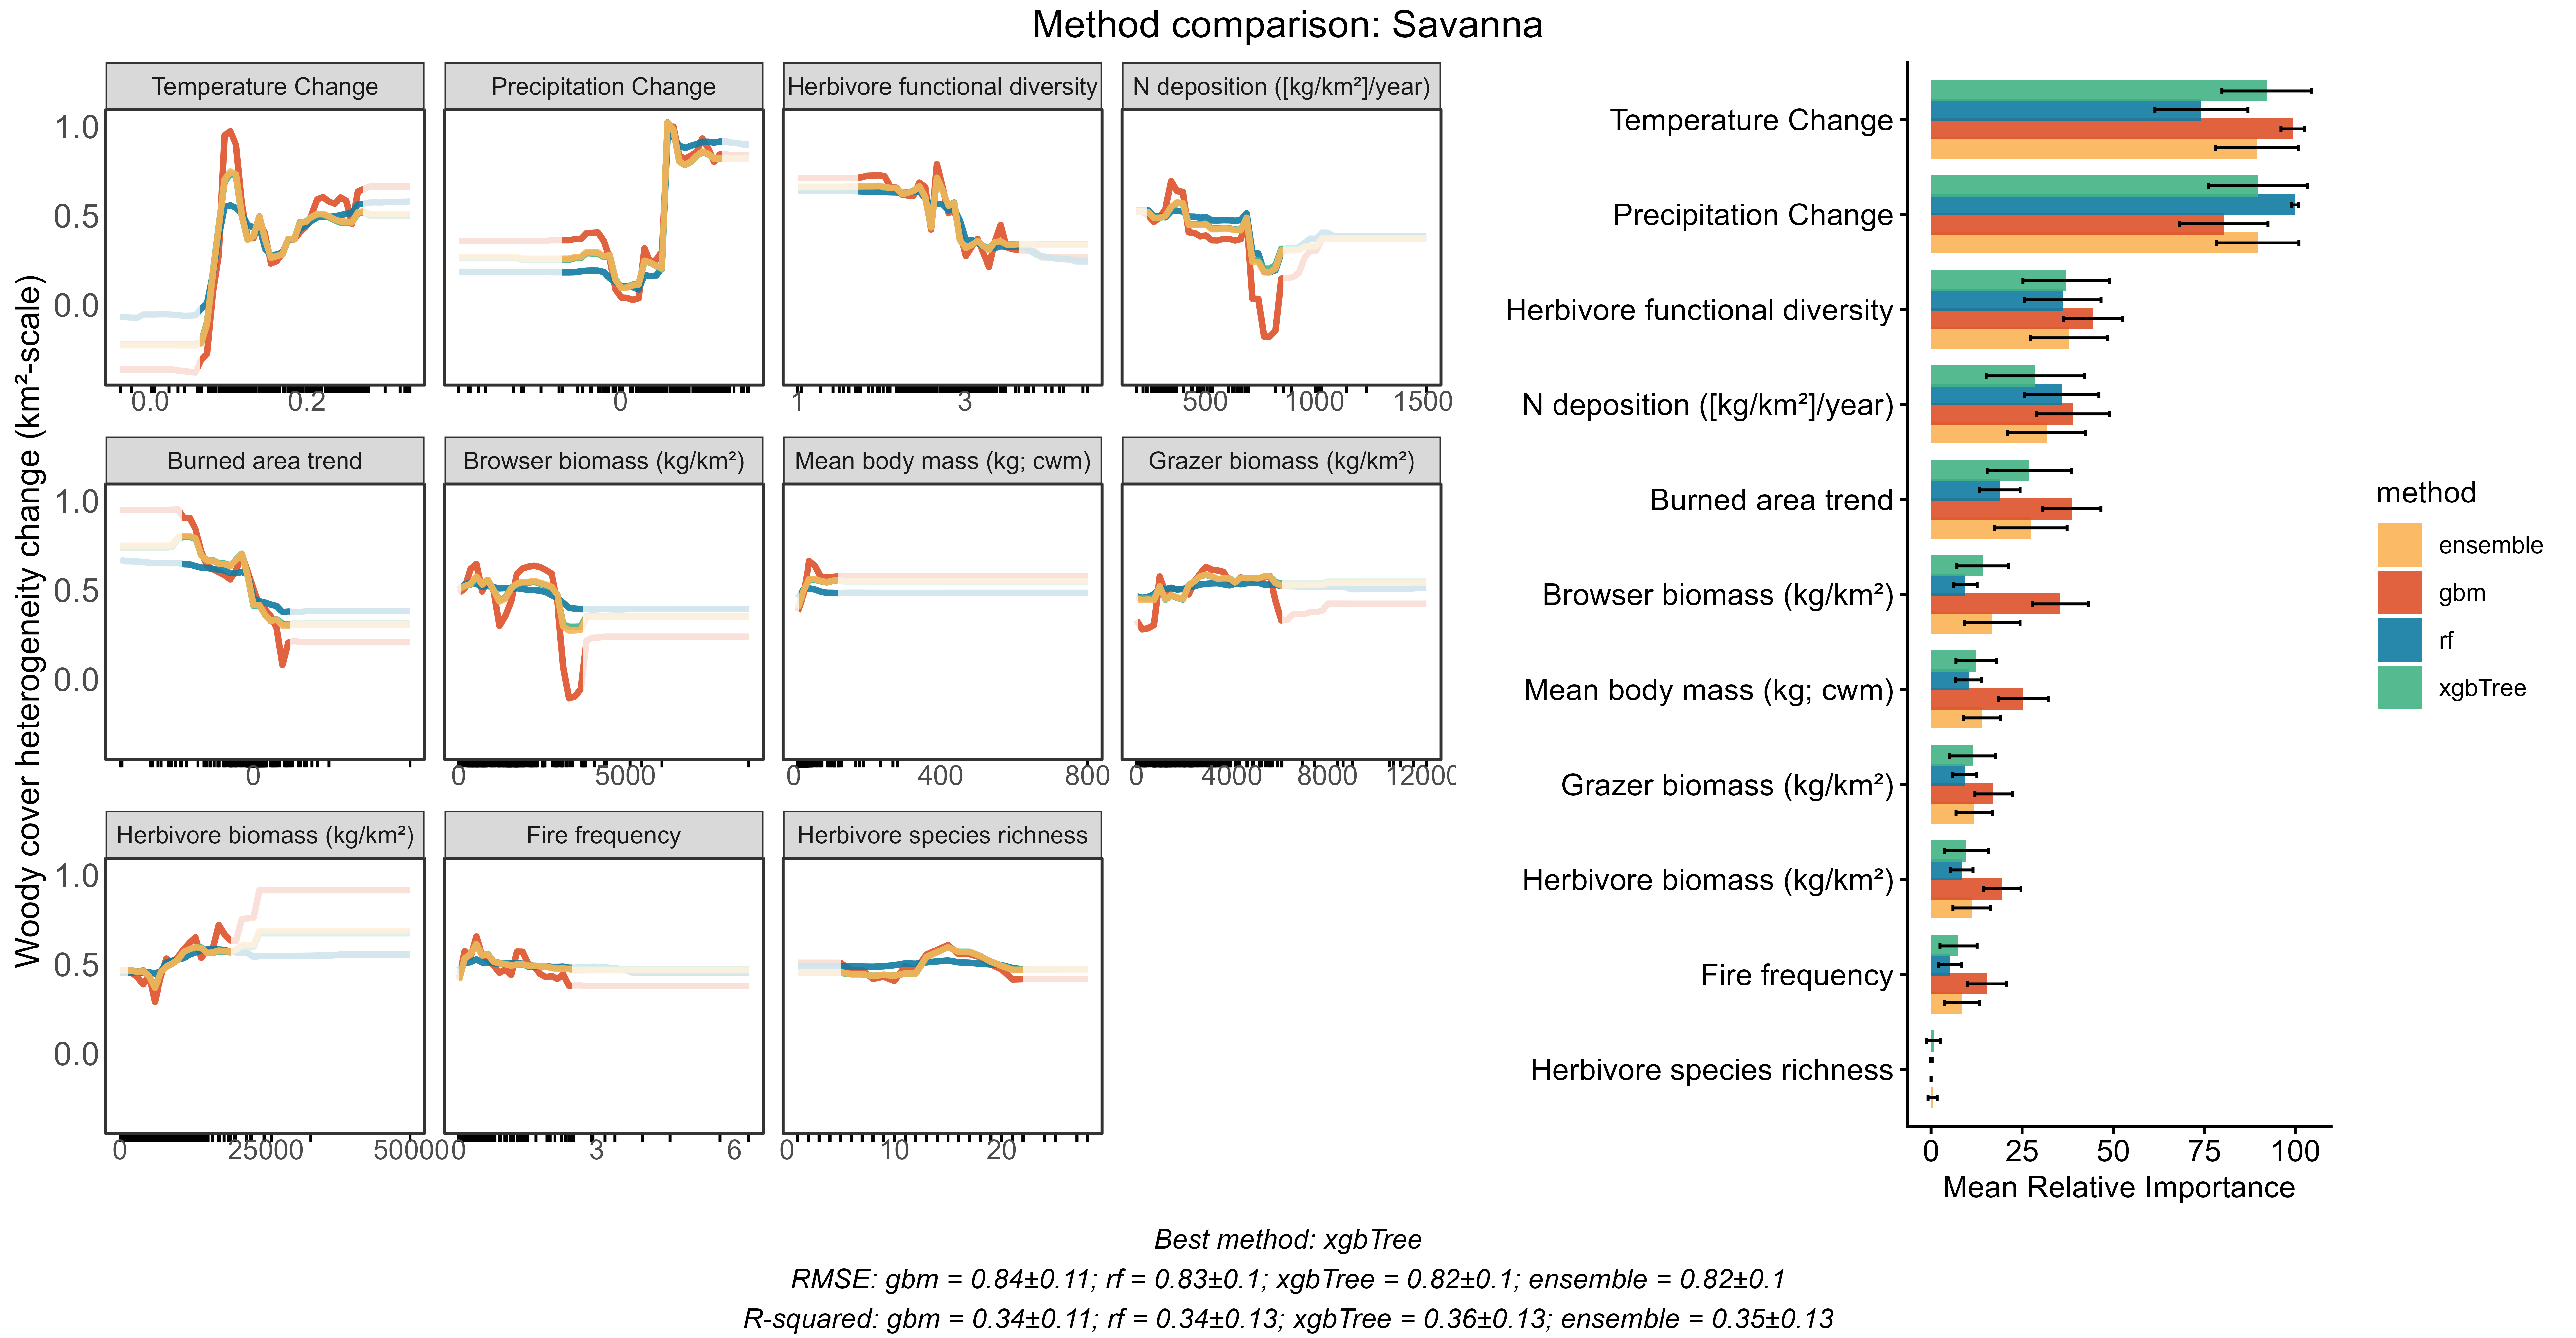 Method comparison: Savanna
Woody cover heterogeneity change (km²-scale)
Temperature Change
Precipitation Change
Herbivore functional diversity
N deposition ([kg/km²]/year)
1.0
0.5
0.0
0.0 0.2
0
1 3
500 1000 1500
Burned area trend
Browser biomass (kg/km²)
Mean body mass (kg; cwm)
Grazer biomass (kg/km²)
1.0
0.5
0.0
0
0 5000
0 400 800
0 4000 8000 12000
Herbivore biomass (kg/km²)
Fire frequency
Herbivore species richness
1.0
0.5
0.0
0 25000 50000
0 3 6
0 10 20
Temperature Change
Precipitation Change
Herbivore functional diversity
N deposition ([kg/km²]/year)
Burned area trend
Browser biomass (kg/km²)
Mean body mass (kg; cwm)
Grazer biomass (kg/km²)
Herbivore biomass (kg/km²)
Fire frequency
Herbivore species richness
0 25 50 75 100
Mean Relative Importance
method
ensemble
gbm
rf
xgbTree
Best method: xgbTree
RMSE: gbm = 0.84±0.11; rf = 0.83±0.1; xgbTree = 0.82±0.1; ensemble = 0.82±0.1
R-squared: gbm = 0.34±0.11; rf = 0.34±0.13; xgbTree = 0.36±0.13; ensemble = 0.35±0.13